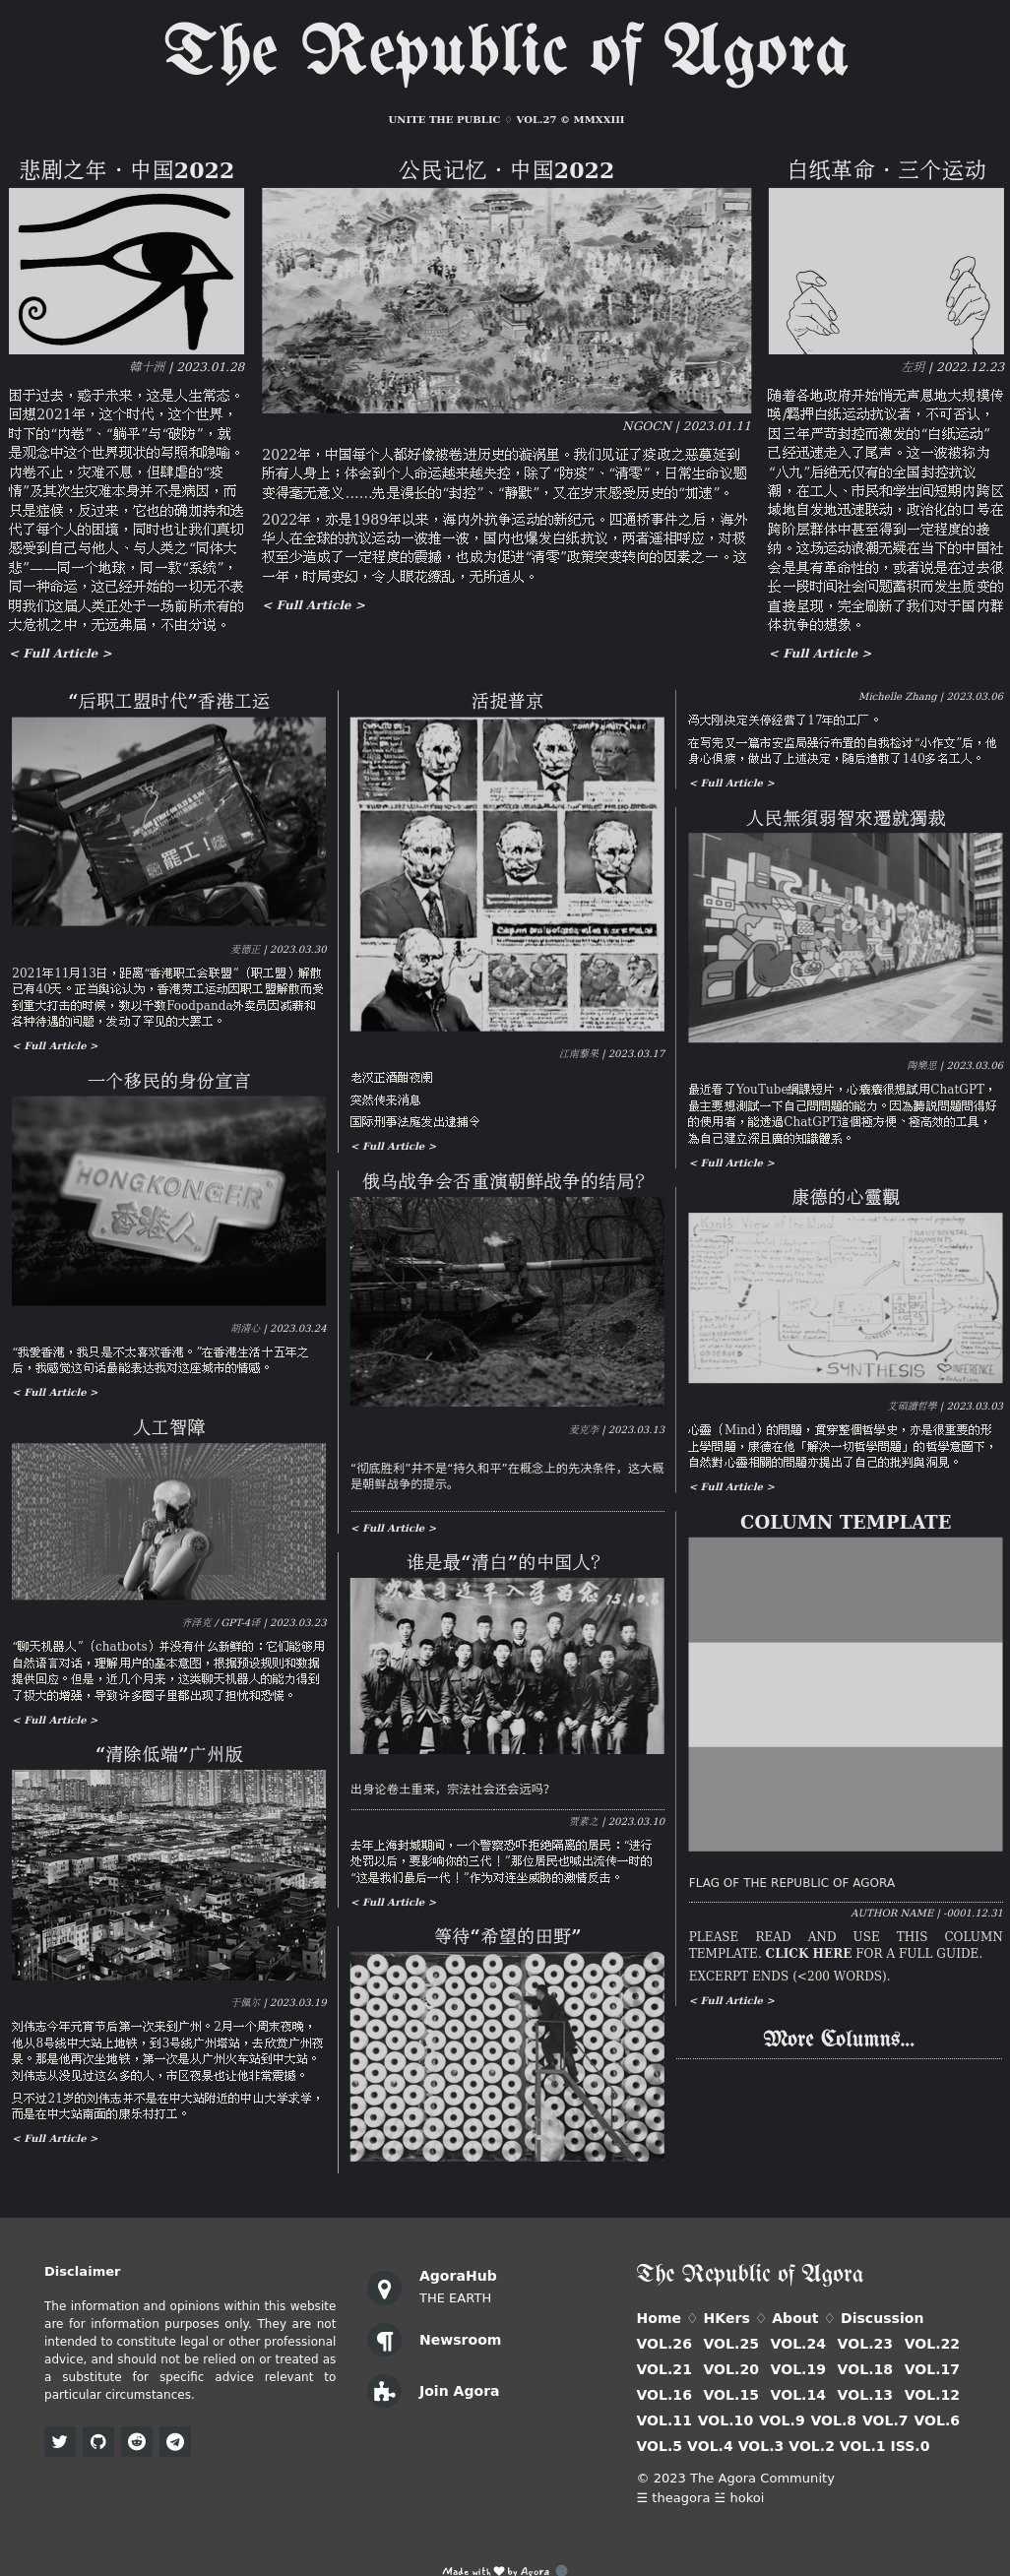 The Republic of Agora
UNITE THE PUBLIC ♢ VOL.27 © MMXXIII
悲剧之年・中国2022
韓十洲 | 2023.01.28
困于过去，惑于未来，这是人生常态。
回想2021年，这个时代，这个世界，
时下的“内卷”、“躺平”与“破防”，就
是观念中这个世界现状的写照和隐喻。
内卷不止，灾难不息，但肆虐的“疫
情”及其次生灾难本身并不是病因，而
只是症候，反过来，它也的确加持和迭
代了每个人的困境，同时也让我们真切
感受到自己与他人、与人类之“同体大
悲”——同一个地球，同一款“系统”，
同一种命运，这已经开始的一切无不表
明我们这届人类正处于一场前所未有的
大危机之中，无远弗届，不由分说。
< Full Article >
公民记忆・中国2022
NGOCN | 2023.01.11
2022年，中国每个人都好像被卷进历史的漩涡里。我们见证了疫政之恶蔓延到
所有人身上；体会到个人命运越来越失控，除了“防疫”、“清零”，日常生命议题
变得毫无意义……先是漫长的“封控”、“静默”，又在岁末感受历史的“加速”。
2022年，亦是1989年以来，海内外抗争运动的新纪元。四通桥事件之后，海外
华人在全球的抗议运动一波推一波，国内也爆发白纸抗议，两者遥相呼应，对极
权至少造成了一定程度的震撼，也成为促进“清零”政策突变转向的因素之一。这
一年，时局变幻，令人眼花缭乱，无所适从。
< Full Article >
白纸革命・三个运动
左玥 | 2022.12.23
随着各地政府开始悄无声息地大规模传
唤/羁押白纸运动抗议者，不可否认，
因三年严苛封控而激发的“白纸运动”
已经迅速走入了尾声。这一波被称为
“八九”后绝无仅有的全国封控抗议
潮，在工人、市民和学生间短期内跨区
域地自发地迅速联动，政治化的口号在
跨阶层群体中甚至得到一定程度的接
纳。这场运动浪潮无疑在当下的中国社
会是具有革命性的，或者说是在过去很
长一段时间社会问题蓄积而发生质变的
直接呈现，完全刷新了我们对于国内群
体抗争的想象。
< Full Article >
“后职工盟时代”香港工运
罷工！
麦德正 | 2023.03.30
2021年11月13日，距离“香港职工会联盟”（职工盟）解散
已有40天。正当舆论认为，香港劳工运动因职工盟解散而受
到重大打击的时候，数以千数Foodpanda外卖员因减薪和
各种待遇的问题，发动了罕见的大罢工。
< Full Article >
一个移民的身份宣言
HONGKONGER
香港人
胡清心 | 2023.03.24
“我爱香港，我只是不太喜欢香港。”在香港生活十五年之
后，我感觉这句话最能表达我对这座城市的情感。
< Full Article >
人工智障
齐泽克 / GPT-4译 | 2023.03.23
“聊天机器人”（chatbots）并没有什么新鲜的：它们能够用
自然语言对话，理解用户的基本意图，根据预设规则和数据
提供回应。但是，近几个月来，这类聊天机器人的能力得到
了极大的增强，导致许多圈子里都出现了担忧和恐慌。
< Full Article >
“清除低端”广州版
于佩尔 | 2023.03.19
刘伟志今年元宵节后第一次来到广州。2月一个周末夜晚，
他从8号线中大站上地铁，到3号线广州塔站，去欣赏广州夜
景。那是他再次坐地铁，第一次是从广州火车站到中大站。
刘伟志从没见过这么多的人，市区夜景也让他非常震撼。
只不过21岁的刘伟志并不是在中大站附近的中山大学求学，
而是在中大站南面的康乐村打工。
< Full Article >
活捉普京
江南藜果 | 2023.03.17
老汉正酒酣夜阑
突然传来消息
国际刑事法庭发出逮捕令
< Full Article >
俄乌战争会否重演朝鲜战争的结局？
麦克李 | 2023.03.13
“彻底胜利”并不是“持久和平”在概念上的先决条件，这大概
是朝鲜战争的提示。
< Full Article >
谁是最“清白”的中国人？
75.10.8
出身论卷土重来，宗法社会还会远吗？
贾素之 | 2023.03.10
去年上海封城期间，一个警察恐吓拒绝隔离的居民：“进行
处罚以后，要影响你的三代！”那位居民也喊出流传一时的
“这是我们最后一代！”作为对连坐威胁的激情反击。
< Full Article >
等待“希望的田野”
Michelle Zhang | 2023.03.06
冯大刚决定关停经营了17年的工厂。
在写完又一篇市安监局强行布置的自我检讨“小作文”后，他
身心俱疲，做出了上述决定，随后遣散了140多名工人。
< Full Article >
人民無須弱智來遷就獨裁
陶樂思 | 2023.03.06
最近看了YouTube網課短片，心癢癢很想試用ChatGPT，
最主要想測試一下自己問問題的能力。因為聽説問題問得好
的使用者，能透過ChatGPT這個極方便、極高效的工具，
為自己建立深且廣的知識體系。
< Full Article >
康德的心靈觀
Kant's View of the Mind
SYNTHESIS
INFERENCE
艾碩讀哲學 | 2023.03.03
心靈（Mind）的問題，貫穿整個哲學史，亦是很重要的形
上學問題，康德在他「解決一切哲學問題」的哲學意圖下，
自然對心靈相關的問題亦提出了自己的批判與洞見。
< Full Article >
COLUMN TEMPLATE
FLAG OF THE REPUBLIC OF AGORA
AUTHOR NAME | -0001.12.31
PLEASE READ AND USE THIS COLUMN
TEMPLATE. CLICK HERE FOR A FULL GUIDE.
EXCERPT ENDS (<200 WORDS).
< Full Article >
More Columns...
Disclaimer
The information and opinions within this website
are for information purposes only. They are not
intended to constitute legal or other professional
advice, and should not be relied on or treated as
a substitute for specific advice relevant to
particular circumstances.
AgoraHub
THE EARTH
Newsroom
Join Agora
The Republic of Agora
Home ♢ HKers ♢ About ♢ Discussion
VOL.26 VOL.25 VOL.24 VOL.23 VOL.22
VOL.21 VOL.20 VOL.19 VOL.18 VOL.17
VOL.16 VOL.15 VOL.14 VOL.13 VOL.12
VOL.11 VOL.10 VOL.9 VOL.8 VOL.7 VOL.6
VOL.5 VOL.4 VOL.3 VOL.2 VOL.1 ISS.0
© 2023 The Agora Community
☰ theagora ☱ hokoi
Made with ♥ by Agora